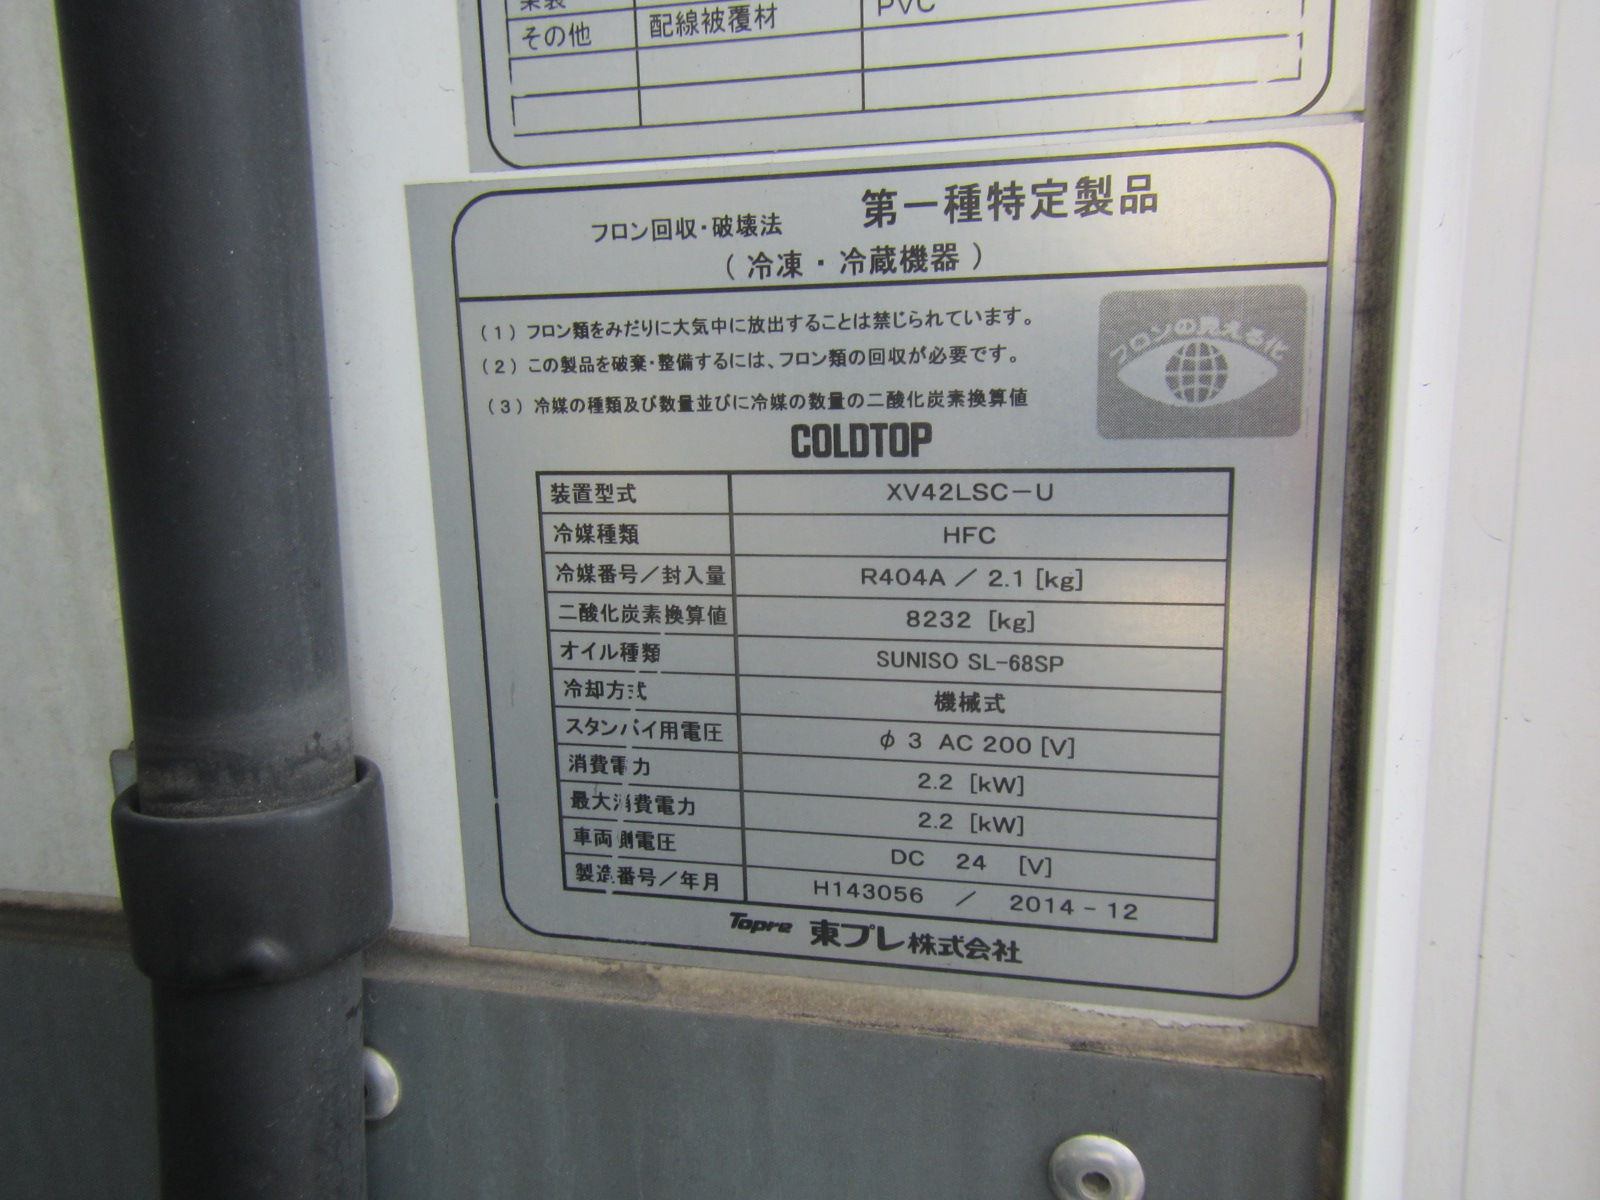 その他 配線被覆材 PVC
フロン回収・破壊法 第一種特定製品
(冷凍・冷蔵機器)
(1) フロン類をみだりに大気中に放出することは禁じられています。
(2) この製品を破棄・整備するには、フロン類の回収が必要です。
(3) 冷媒の種類及び数量並びに冷媒の数量の二酸化炭素換算値
フロンの見える化
COLDTOP
装置型式 XV42LSC-U
冷媒種類 HFC
冷媒番号/封入量 R404A / 2.1 [kg]
二酸化炭素換算値 8232 [kg]
オイル種類 SUNISO SL-68SP
冷却方式 機械式
スタンバイ用電圧 φ 3 AC 200 [V]
消費電力 2.2 [kW]
最大消費電力 2.2 [kW]
車両側電圧 DC 24 [V]
製造番号/年月 H143056 / 2014-12
Topre 東プレ株式会社